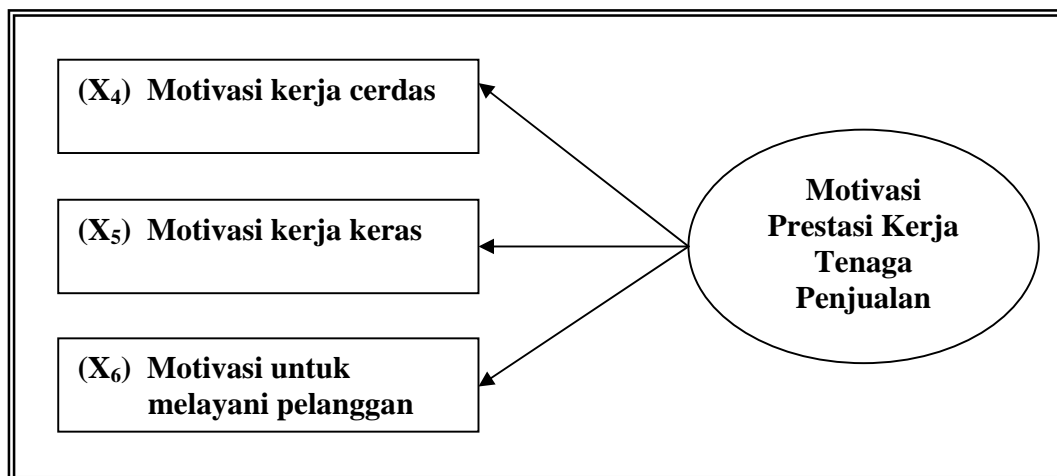 (X4) Motivasi kerja cerdas
(X5) Motivasi kerja keras
(X6) Motivasi untuk
melayani pelanggan
Motivasi
Prestasi Kerja
Tenaga
Penjualan